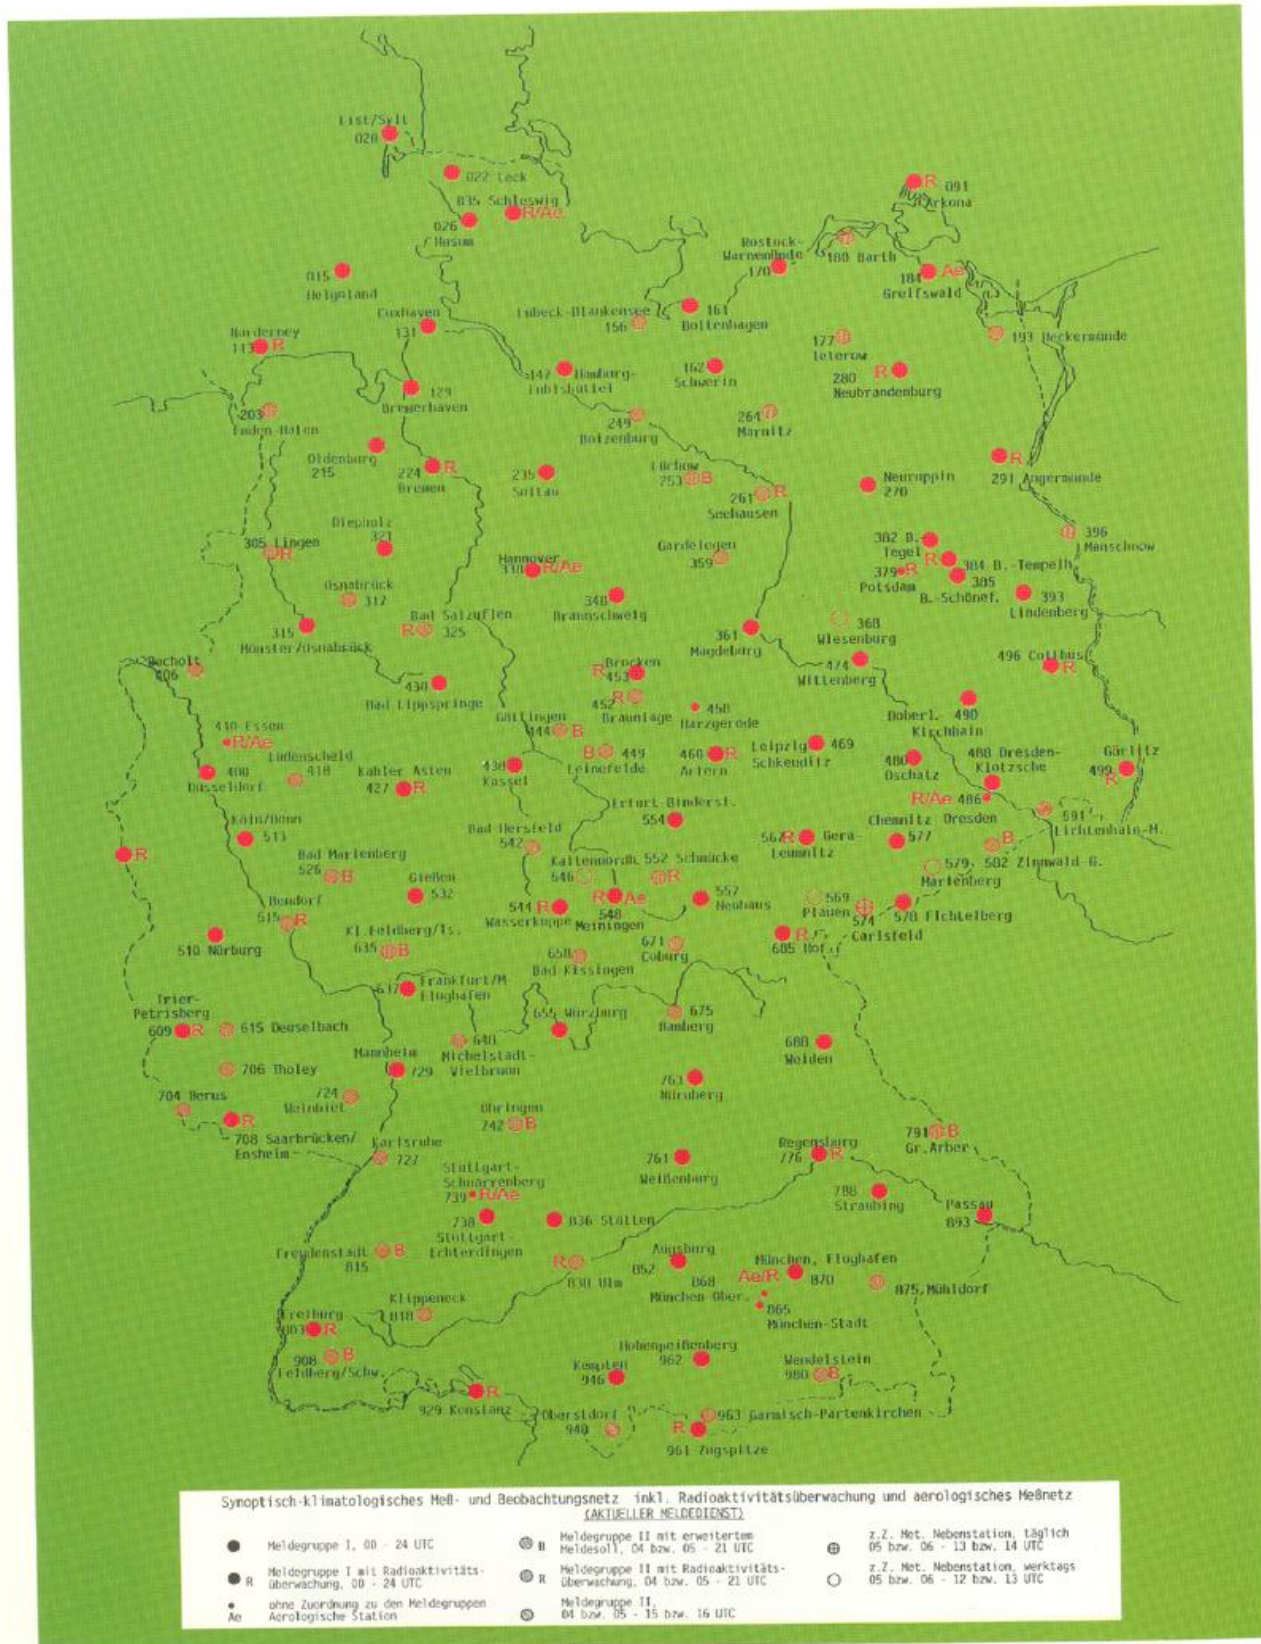 List/Sylt
020
022 Leck
035 Schleswig
R/Ae
026
Husum
R 091
Arkona
Rostock-
Warnemünde
170
180 Barth
184 Ae
Greifswald
015
Helgoland
Cuxhaven
131
Lübeck-Blankensee
156
161
Boltenhagen
177
Teterow
193 Ueckermünde
Norderney
113 R
147 Hamburg-
Fuhlsbüttel
162
Schwerin
280 R
Neubrandenburg
129
Bremerhaven
203
Emden-Hafen
249
Boizenburg
264
Marnitz
Oldenburg
215
224 R
Bremen
235
Soltau
Lüchow
253 B
261 R
Seehausen
Neuruppin
270
R
291 Angermünde
Diepholz
321
305 Lingen
R
Hannover
338 R/Ae
Gardelegen
359
382 B.-
Tegel
R
384 B.-Tempelh.
379 R
Potsdam
385
B.-Schönef.
396
Manschnow
393
Lindenberg
Osnabrück
312
348
Braunschweig
Bad Salzuflen
R 325
315
Münster/Osnabrück
361
Magdeburg
368
Wiesenburg
Bocholt
406
430
Bad Lippspringe
Brocken
R 453
474
Wittenberg
496 Cottbus
R
R
452
Braunlage
458
Harzgerode
Doberl. 490
Kirchhain
410 Essen
R/Ae
Göttingen
444 B
B 449
Leinefelde
460 R
Artern
Leipzig 469
Schkeuditz
480
Oschatz
488 Dresden-
Klotzsche
Görlitz
499
R
400
Düsseldorf
Lüdenscheid
418
Kahler Asten
427 R
438
Kassel
R/Ae 486
Dresden
591
Lichtenhain-M.
Köln/Bonn
513
Bad Hersfeld
542
Erfurt-Binderst.
554
567 R Gera-
Leumnitz
Chemnitz
577
B
582 Zinnwald-G.
R
Bad Marienberg
526 B
Gießen
532
Kaltennordh.
546
552 Schmücke
R
579
Marienberg
Bendorf
515 R
544 R
Wasserkuppe
R Ae
548
Meiningen
557
Neuhaus
569
Plauen
574
Carlsfeld
578 Fichtelberg
510 Nürburg
Kl.Feldberg/Ts.
635 B
658
Bad Kissingen
671
Coburg
R
685 Hof
637 Frankfurt/M
Flughafen
Trier-
Petrisberg
609 R
615 Deuselbach
655 Würzburg
675
Bamberg
640
Michelstadt-
Vielbrunn
688
Weiden
706 Tholey
Mannheim
729
763
Nürnberg
704 Berus
724
Weinbiet
R
708 Saarbrücken/
Ensheim
Öhringen
742 B
791 B
Gr.Arber
Karlsruhe
727
761
Weißenburg
Regensburg
776 R
Stuttgart-
Schnarrenberg
739 R/Ae
788
Straubing
Passau
893
738
Stuttgart-
Echterdingen
836 Stötten
Freudenstadt B
815
R
838 Ulm
Augsburg
852
868
München-Ober.
München, Flughafen
Ae/R 870
875 Mühldorf
Klippeneck
818
865
München-Stadt
Freiburg
803 R
908 B
Feldberg/Schw.
Hohenpeißenberg
962
Kempten
946
Wendelstein
980 B
R
929 Konstanz
Oberstdorf
948
963 Garmisch-Partenkirchen
R
961 Zugspitze
Synoptisch-klimatologisches Meß- und Beobachtungsnetz inkl. Radioaktivitätsüberwachung und aerologisches Meßnetz
(AKTUELLER MELDEDIENST)
Meldegruppe I, 00 - 24 UTC
R Meldegruppe I mit Radioaktivitäts-
überwachung, 00 - 24 UTC
ohne Zuordnung zu den Meldegruppen
Ae Aerologische Station
B Meldegruppe II mit erweitertem
Meldesoll, 04 bzw. 05 - 21 UTC
R Meldegruppe II mit Radioaktivitäts-
überwachung, 04 bzw. 05 - 21 UTC
Meldegruppe II,
04 bzw. 05 - 15 bzw. 16 UTC
z.Z. Met. Nebenstation, täglich
05 bzw. 06 - 13 bzw. 14 UTC
z.Z. Met. Nebenstation, werktags
05 bzw. 06 - 12 bzw. 13 UTC